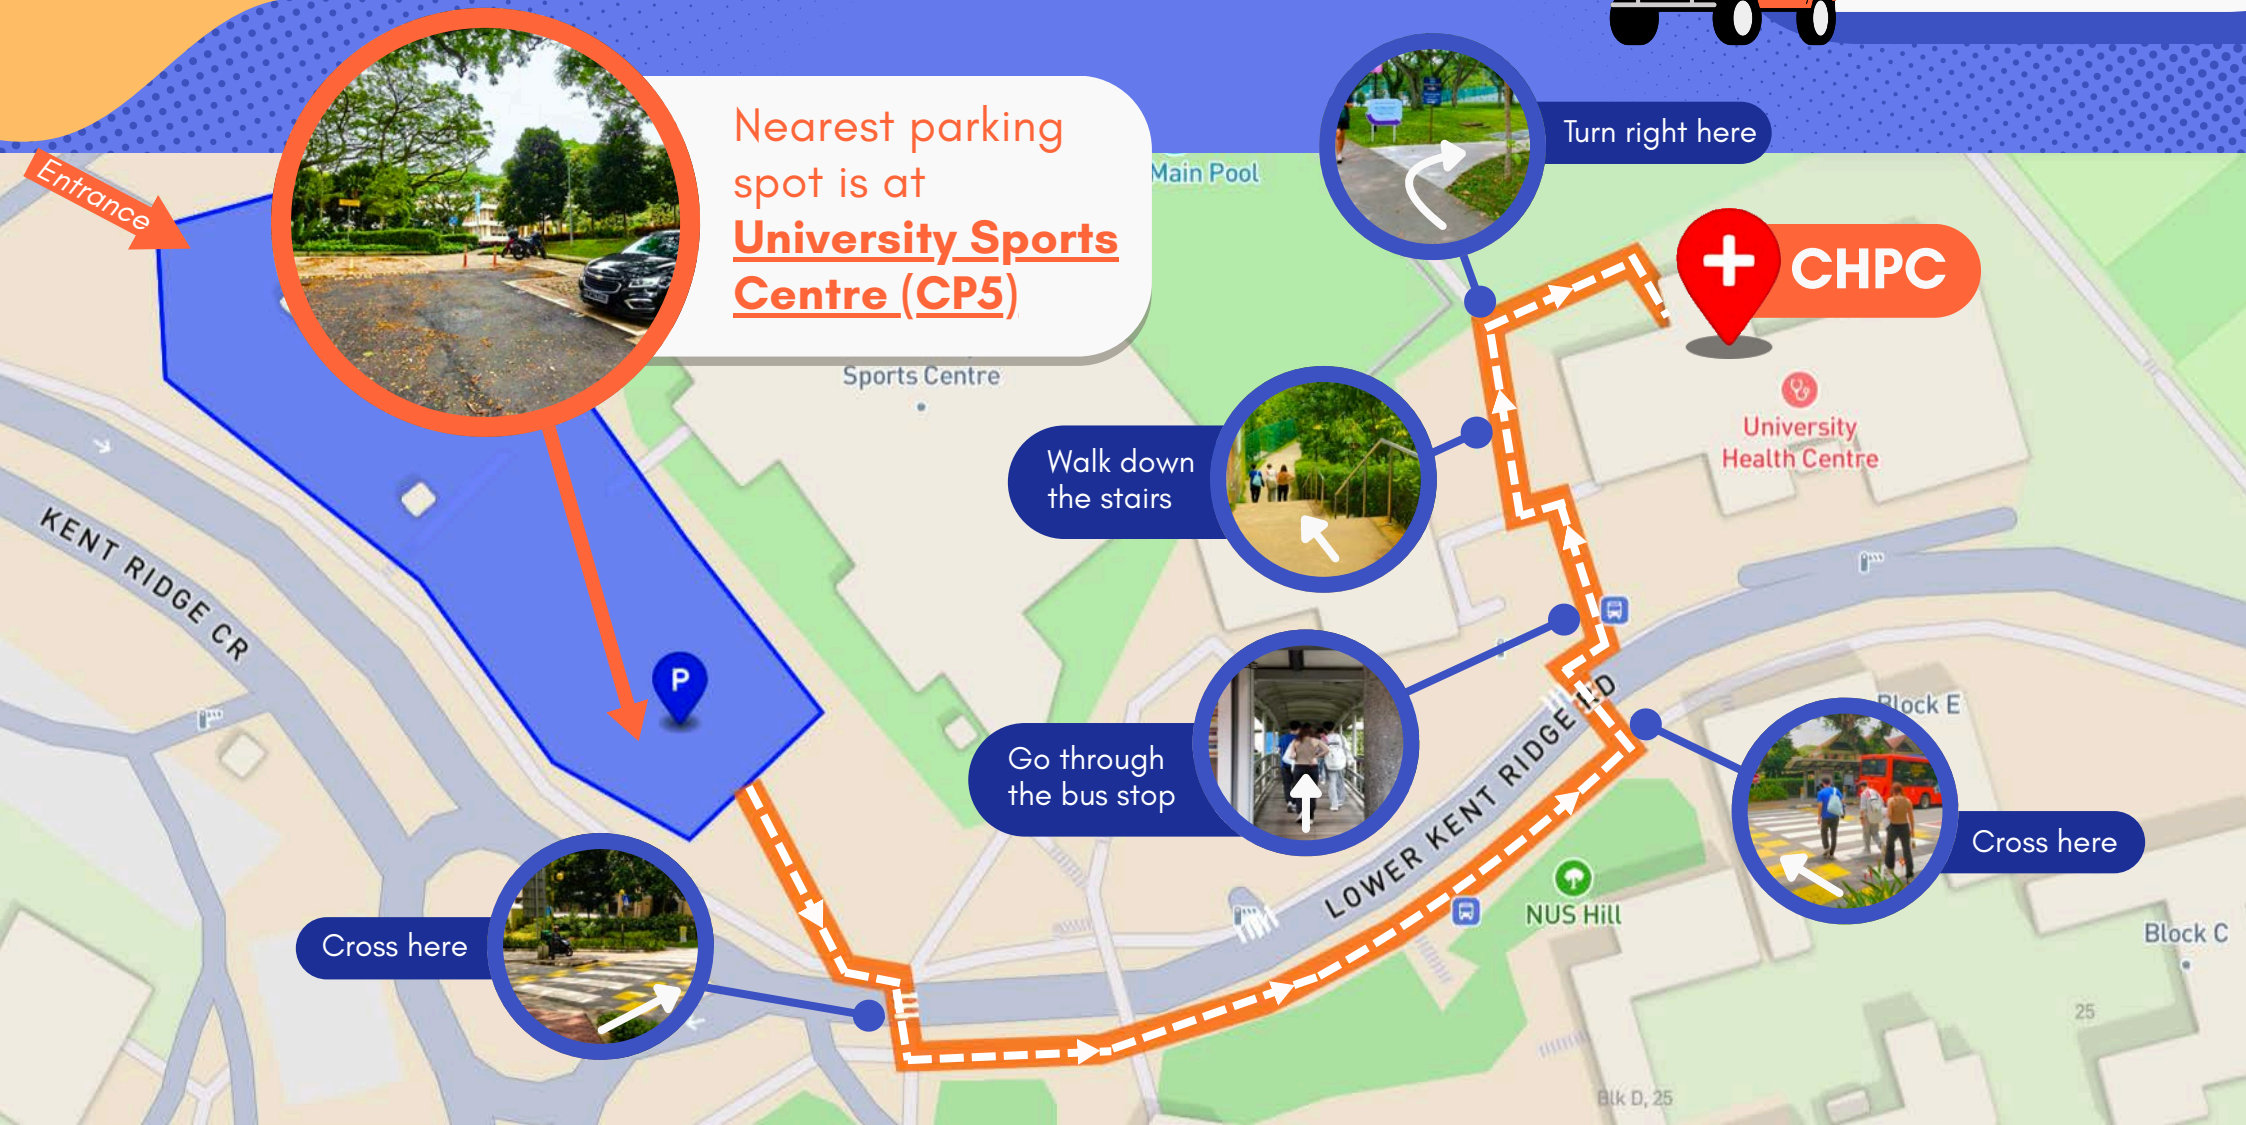 Nearest parking
spot is at
University Sports
Centre (CP5)
Entrance
Main Pool
Turn right here
CHPC
Sports Centre
University
Health Centre
Walk down
the stairs
KENT RIDGE CR
P
Go through
the bus stop
LOWER KENT RIDGE RD
Block E
Cross here
NUS Hill
Cross here
Block C
25
Blk D, 25